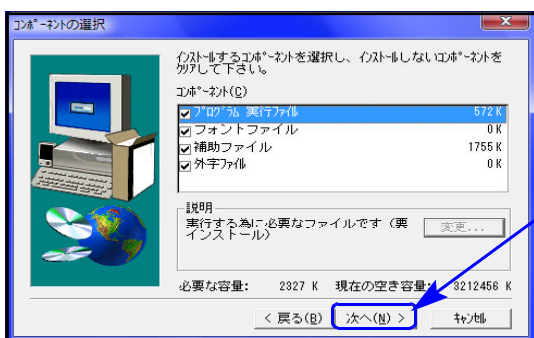 コンポーネントの選択
インストールするコンポーネントを選択し、インストールしないコンポーネントを
クリアして下さい。
コンポーネント(C)
プログラム 実行ファイル 572 K
フォントファイル 0 K
補助ファイル 1755 K
外字ファイル 0 K
説明
実行する為に必要なファイルです（要
インストール）
変更...
必要な容量: 2327 K 現在の空き容量: 3212456 K
< 戻る(B) 次へ(N) > キャンセル